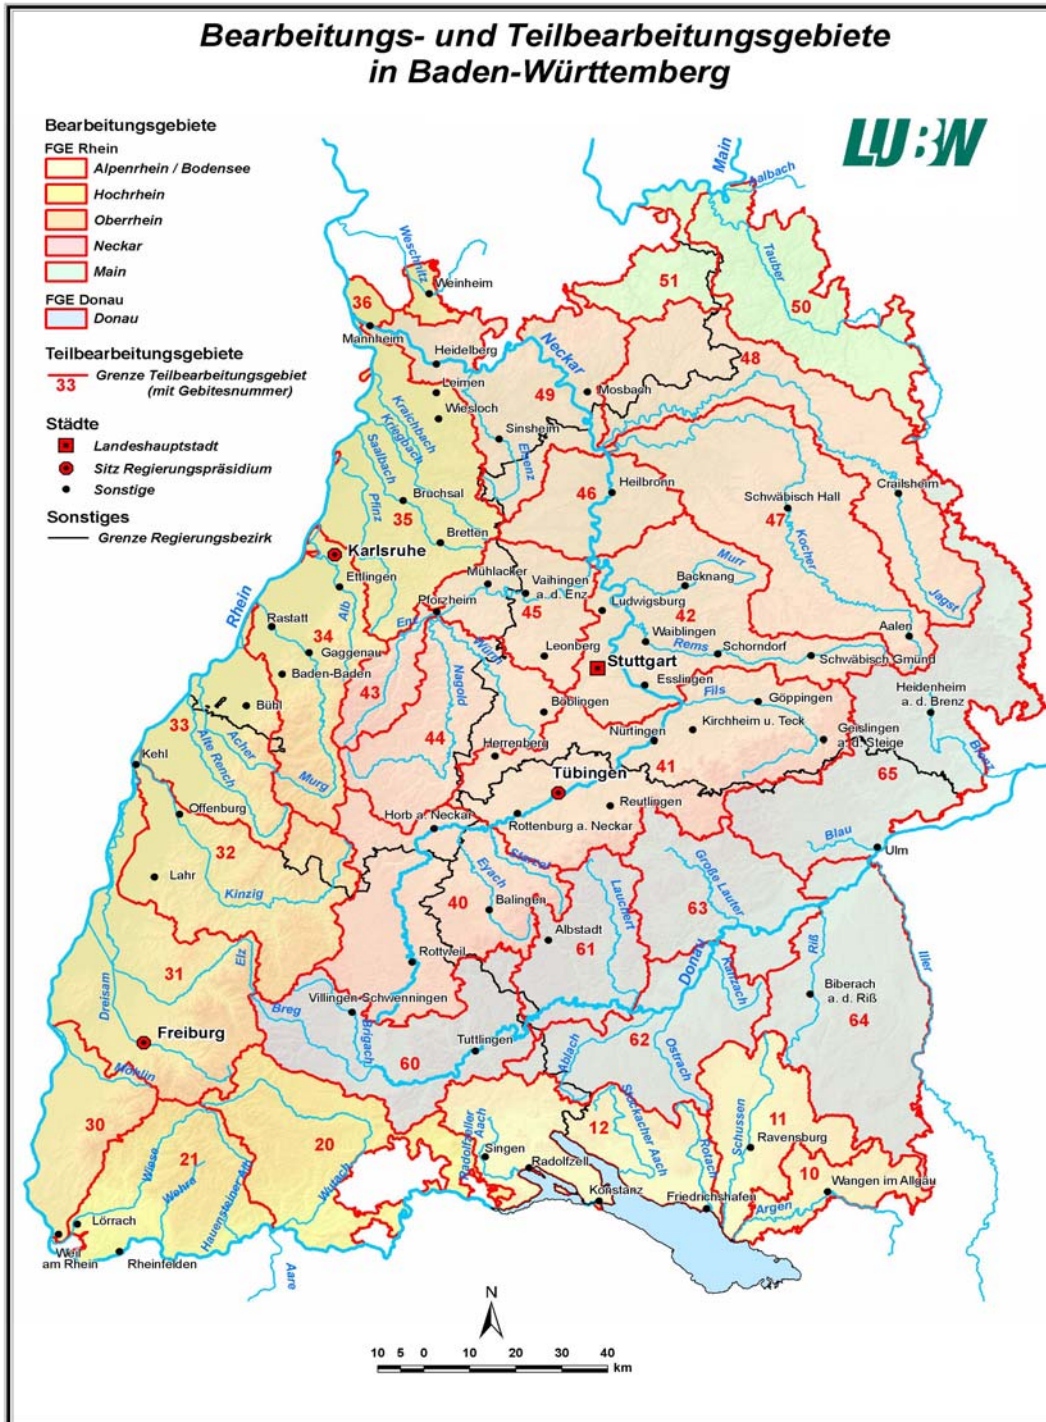 Bearbeitungs- und Teilbearbeitungsgebiete
in Baden-Württemberg
LUBW
Bearbeitungsgebiete
FGE Rhein
Alpenrhein / Bodensee
Hochrhein
Oberrhein
Neckar
Main
FGE Donau
Donau
Teilbearbeitungsgebiete
33
Grenze Teilbearbeitungsgebiet
(mit Gebitesnummer)
Städte
Landeshauptstadt
Sitz Regierungspräsidium
Sonstige
Sonstiges
Grenze Regierungsbezirk
Main
Aalbach
Tauber
Weschnitz
Weinheim
51
50
36
Mannheim
Neckar
48
Heidelberg
Leimen
49
Mosbach
Wiesloch
Kraichbach
Kriegbach
Saalbach
Sinsheim
Elsenz
46
Heilbronn
Crailsheim
Schwäbisch Hall
47
Pfinz
Bruchsal
35
Bretten
Kocher
Karlsruhe
Mühlacker
Murr
Ettlingen
Vaihingen
a. d. Enz
Backnang
Jagst
Rhein
Alb
Pforzheim
45
Ludwigsburg
42
Enz
Rastatt
34
Waiblingen
Aalen
Gaggenau
Würm
Leonberg
Rems
Schorndorf
Schwäbisch Gmünd
Stuttgart
Baden-Baden
43
Nagold
Esslingen
Fils
Göppingen
Heidenheim
a. d. Brenz
Bühl
Böblingen
33
Acher
Alte Rench
44
Kirchheim u. Teck
Nürtingen
Geislingen
a. d. Steige
Brenz
Herrenberg
Kehl
41
65
Tübingen
Murg
Reutlingen
Offenburg
Horb a. Neckar
Rottenburg a. Neckar
Blau
Ulm
32
Starzel
Lahr
Eyach
Lauchert
Große Lauter
Kinzig
40
Balingen
63
Albstadt
61
Riß
Iller
Elz
Rottweil
Donau
Kanzach
31
Dreisam
Villingen-Schwenningen
Biberach
a. d. Riß
Breg
64
Freiburg
Brigach
Tuttlingen
62
60
Ablach
Ostrach
Möhlin
30
20
Stockacher Aach
12
11
Radolfzeller
Aach
Schussen
Ravensburg
Singen
21
Wiese
Rotach
Wehra
Hauensteiner Alb
Wutach
Radolfzell
10
Wangen im Allgäu
Konstanz
Friedrichshafen
Argen
Lörrach
Weil
am Rhein
Rheinfelden
Aare
N
10 5 0 10 20 30 40
km